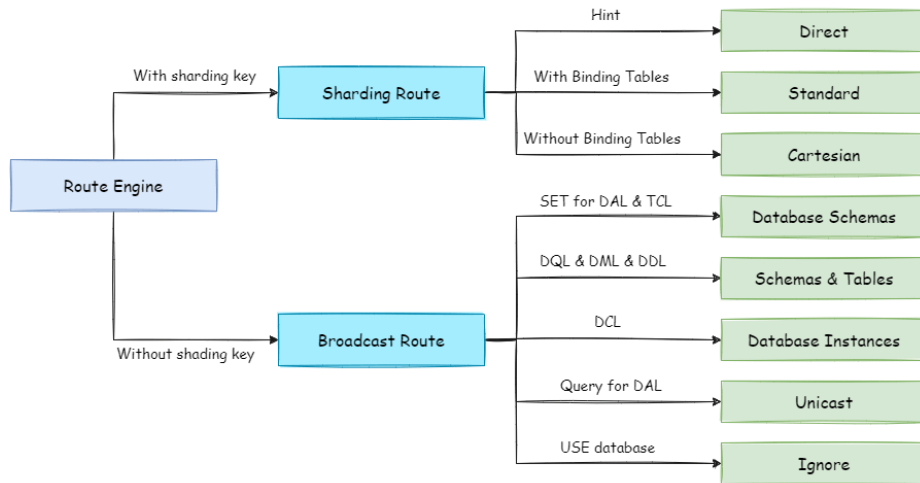 Hint
Direct
With sharding key
With Binding Tables
Sharding Route
Standard
Without Binding Tables
Cartesian
Route Engine
SET for DAL & TCL
Database Schemas
DQL & DML & DDL
Schemas & Tables
DCL
Without shading key
Broadcast Route
Database Instances
Query for DAL
Unicast
USE database
Ignore